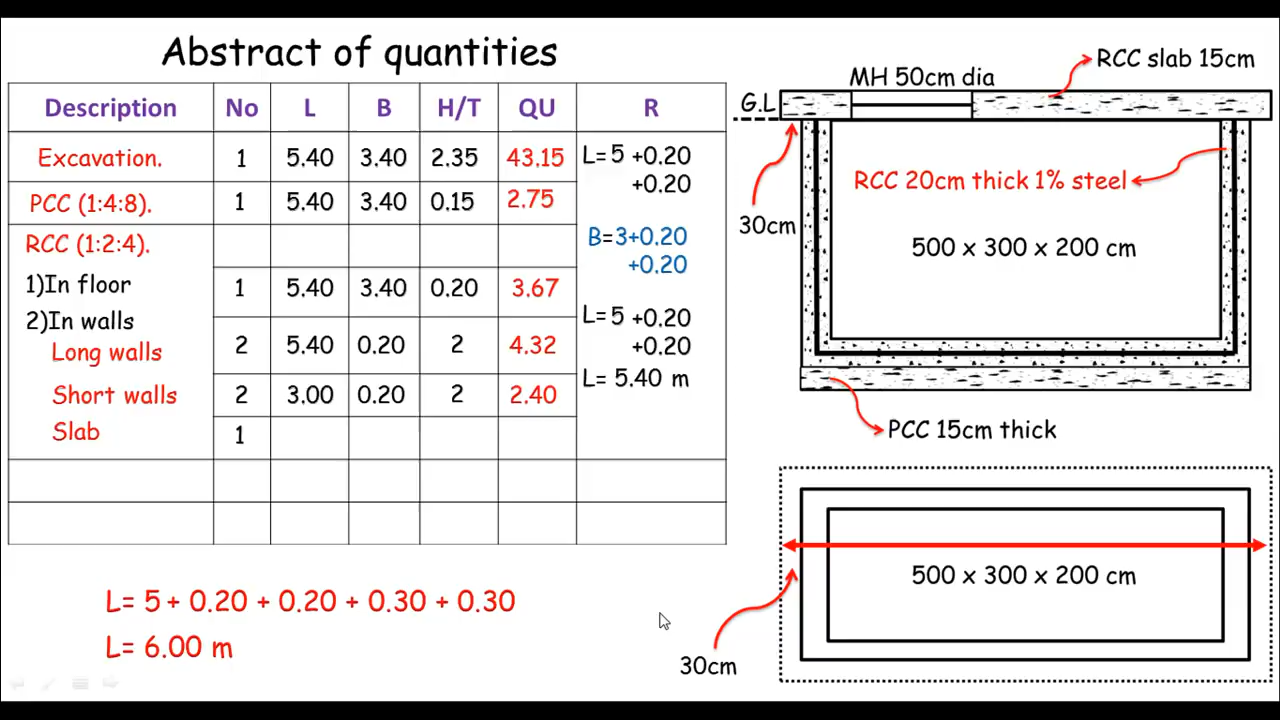 Abstract of quantities
Description No L B H/T QU R
Excavation. 1 5.40 3.40 2.35 43.15 L=5 +0.20
+0.20
PCC (1:4:8). 1 5.40 3.40 0.15 2.75
RCC (1:2:4). B=3+0.20
+0.20
1)In floor 1 5.40 3.40 0.20 3.67
2)In walls L=5 +0.20
Long walls 2 5.40 0.20 2 4.32 +0.20
L= 5.40 m
Short walls 2 3.00 0.20 2 2.40
Slab 1
L= 5 + 0.20 + 0.20 + 0.30 + 0.30
L= 6.00 m
RCC slab 15cm
MH 50cm dia
G.L
RCC 20cm thick 1% steel
30cm
500 x 300 x 200 cm
PCC 15cm thick
500 x 300 x 200 cm
30cm